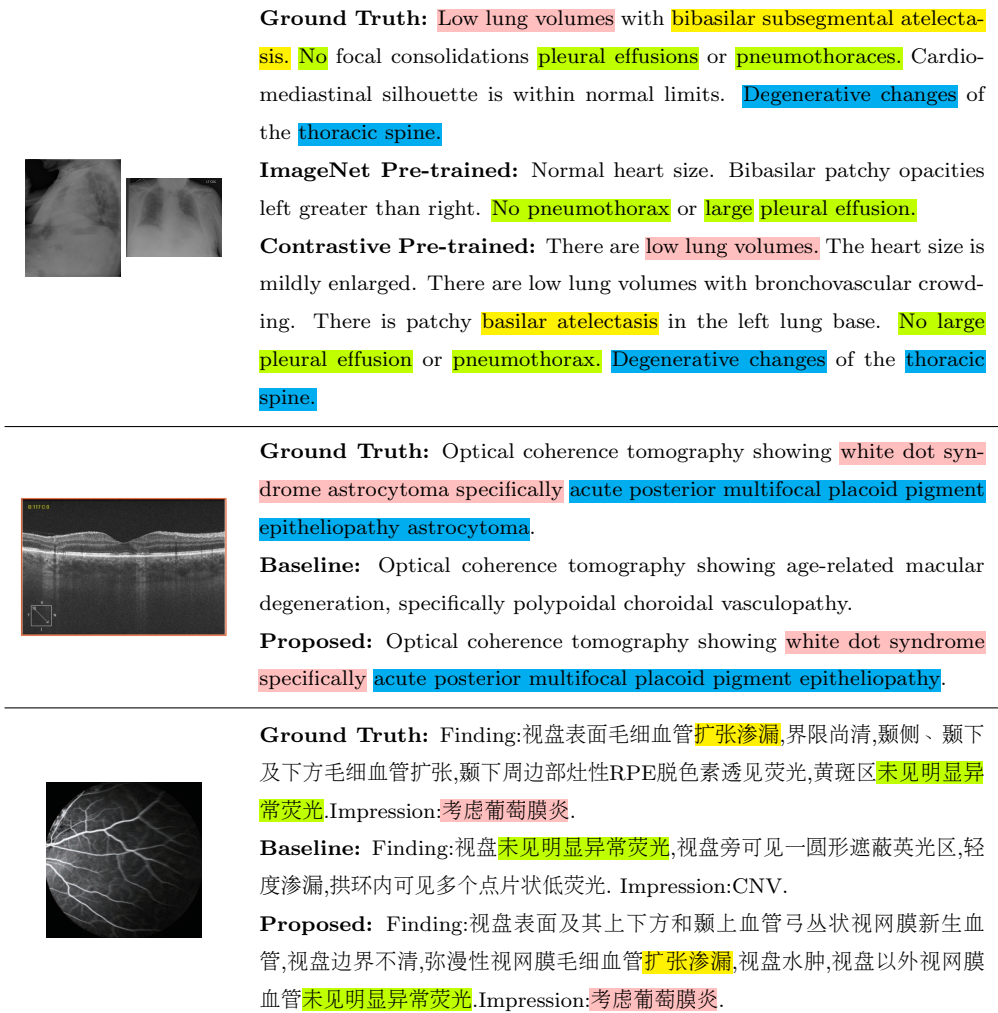 Ground Truth: Low lung volumes with bibasilar subsegmental atelecta-
sis. No focal consolidations pleural effusions or pneumothoraces. Cardio-
mediastinal silhouette is within normal limits. Degenerative changes of
the thoracic spine.
ImageNet Pre-trained: Normal heart size. Bibasilar patchy opacities
left greater than right. No pneumothorax or large pleural effusion.
Contrastive Pre-trained: There are low lung volumes. The heart size is
mildly enlarged. There are low lung volumes with bronchovascular crowd-
ing. There is patchy basilar atelectasis in the left lung base. No large
pleural effusion or pneumothorax. Degenerative changes of the thoracic
spine.
Ground Truth: Optical coherence tomography showing white dot syn-
drome astrocytoma specifically acute posterior multifocal placoid pigment
epitheliopathy astrocytoma.
Baseline: Optical coherence tomography showing age-related macular
degeneration, specifically polypoidal choroidal vasculopathy.
Proposed: Optical coherence tomography showing white dot syndrome
specifically acute posterior multifocal placoid pigment epitheliopathy.
Ground Truth: Finding:视盘表面毛细血管扩张渗漏,界限尚清,颞侧、颞下
及下方毛细血管扩张,颞下周边部灶性RPE脱色素透见荧光,黄斑区未见明显异
常荧光.Impression:考虑葡萄膜炎.
Baseline: Finding:视盘未见明显异常荧光,视盘旁可见一圆形遮蔽英光区,轻
度渗漏,拱环内可见多个点片状低荧光. Impression:CNV.
Proposed: Finding:视盘表面及其上下方和颞上血管弓丛状视网膜新生血
管,视盘边界不清,弥漫性视网膜毛细血管扩张渗漏,视盘水肿,视盘以外视网膜
血管未见明显异常荧光.Impression:考虑葡萄膜炎.